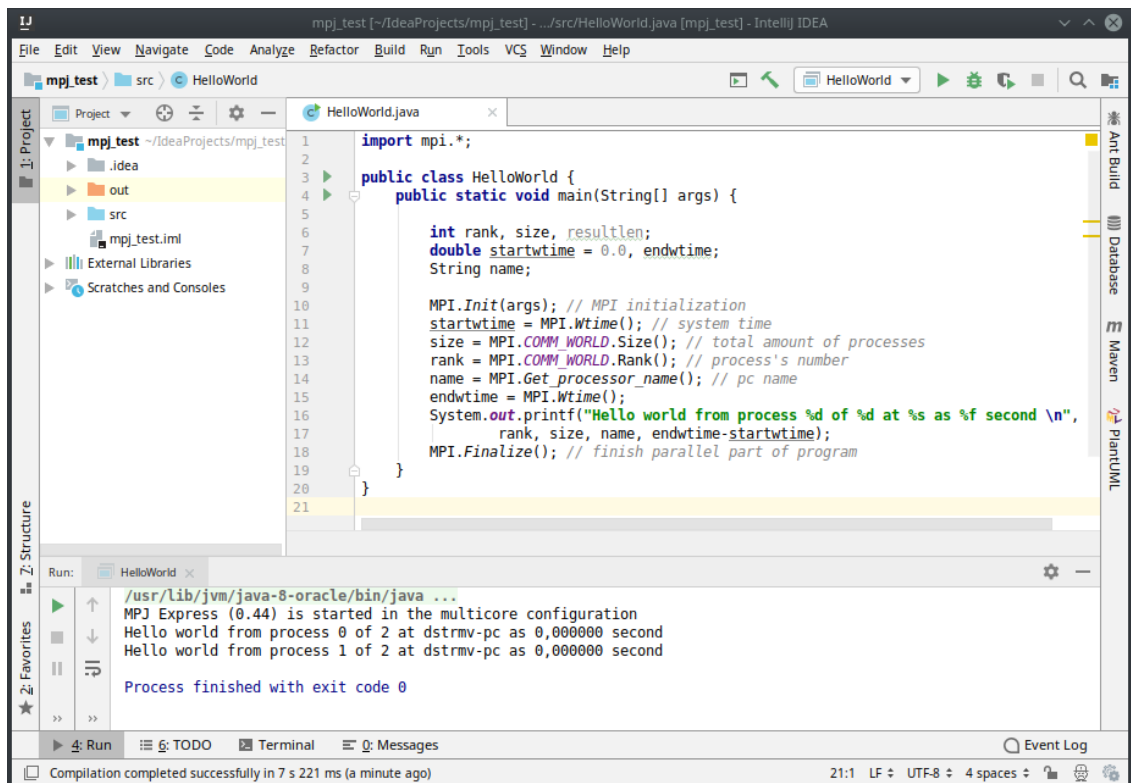 mpj_test [~/IdeaProjects/mpj_test] - .../src/HelloWorld.java [mpj_test] - IntelliJ IDEA
File Edit View Navigate Code Analyze Refactor Build Run Tools VCS Window Help
mpj_test src HelloWorld
HelloWorld
1: Project
Project
HelloWorld.java
mpj_test ~/IdeaProjects/mpj_test
.idea
out
src
mpj_test.iml
External Libraries
Scratches and Consoles
1 import mpi.*;
2
3 public class HelloWorld {
4 public static void main(String[] args) {
5
6 int rank, size, resultlen;
7 double startwtime = 0.0, endwtime;
8 String name;
9
10 MPI.Init(args); // MPI initialization
11 startwtime = MPI.Wtime(); // system time
12 size = MPI.COMM_WORLD.Size(); // total amount of processes
13 rank = MPI.COMM_WORLD.Rank(); // process's number
14 name = MPI.Get_processor_name(); // pc name
15 endwtime = MPI.Wtime();
16 System.out.printf("Hello world from process %d of %d at %s as %f second \n",
17 rank, size, name, endwtime-startwtime);
18 MPI.Finalize(); // finish parallel part of program
19 }
20 }
21
Ant Build
Database
Maven
PlantUML
Z: Structure
2: Favorites
Run: HelloWorld
/usr/lib/jvm/java-8-oracle/bin/java ...
MPJ Express (0.44) is started in the multicore configuration
Hello world from process 0 of 2 at dstrmv-pc as 0,000000 second
Hello world from process 1 of 2 at dstrmv-pc as 0,000000 second
Process finished with exit code 0
4: Run 6: TODO Terminal 0: Messages Event Log
Compilation completed successfully in 7 s 221 ms (a minute ago) 21:1 LF UTF-8 4 spaces